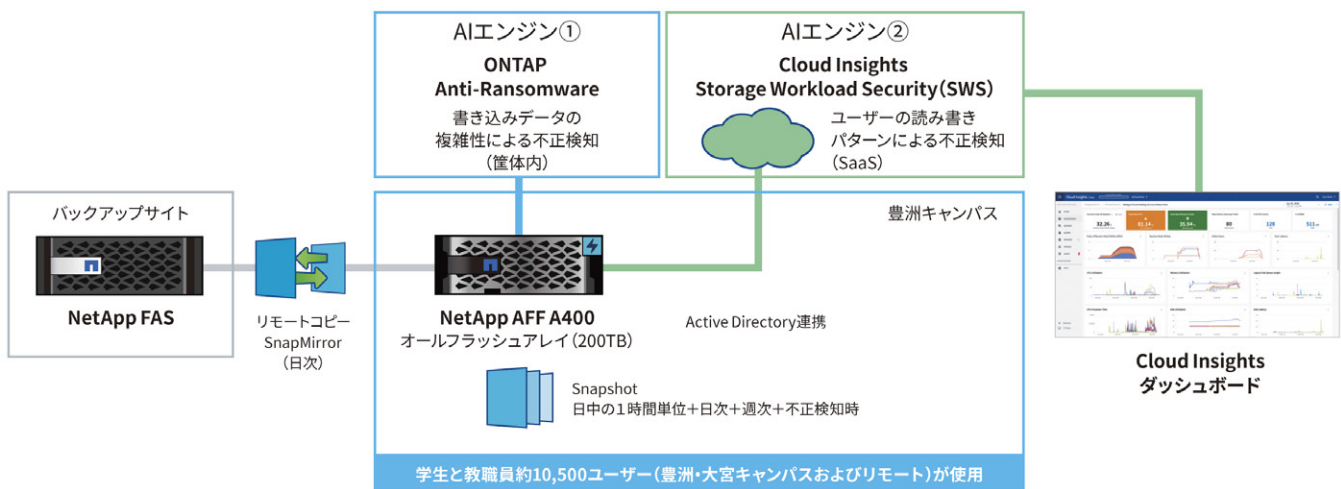 AIエンジン①
ONTAP
Anti-Ransomware
書き込みデータの
複雑性による不正検知
(筐体内)
AIエンジン②
Cloud Insights
Storage Workload Security(SWS)
ユーザーの読み書き
パターンによる不正検知
(SaaS)
バックアップサイト
NetApp FAS
リモートコピー
SnapMirror
(日次)
豊洲キャンパス
NetApp AFF A400
オールフラッシュアレイ(200TB)
Active Directory連携
Snapshot
日中の1時間単位+日次+週次+不正検知時
学生と教職員約10,500ユーザー(豊洲・大宮キャンパスおよびリモート)が使用
Cloud Insights
ダッシュボード